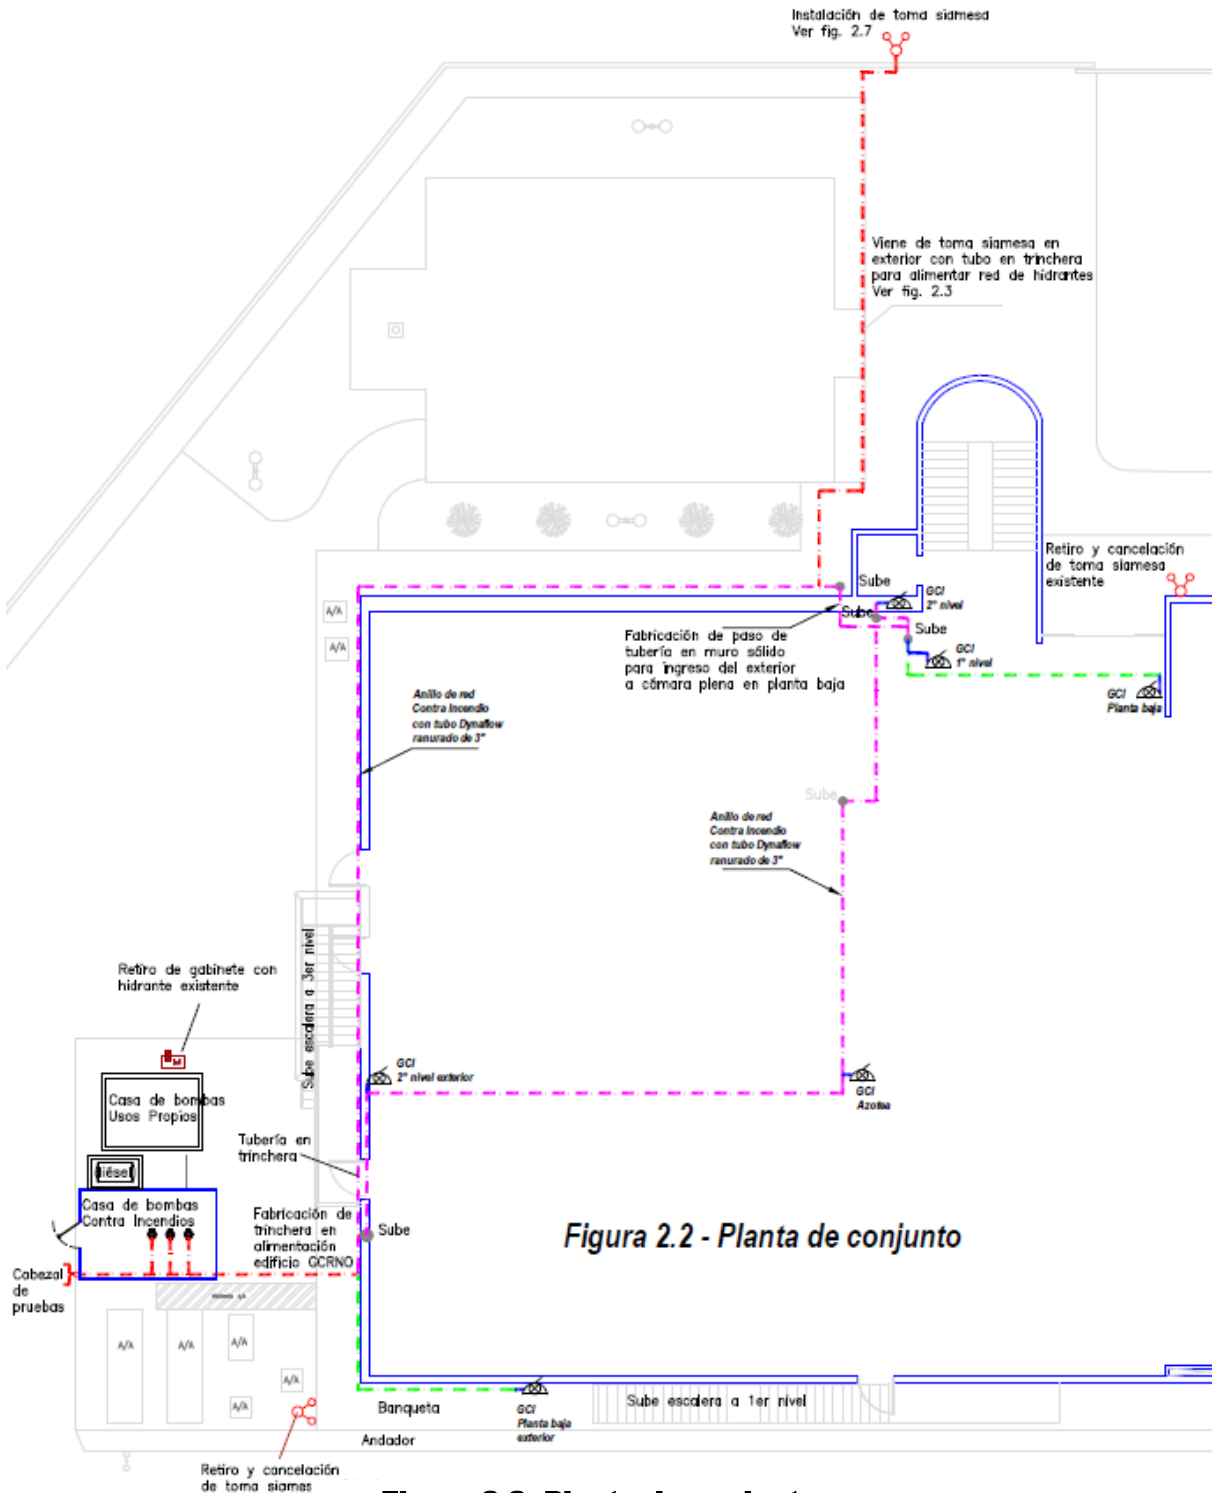 Instalación de toma siamesa
Ver fig. 2.7
Viene de toma siamesa en
exterior con tubo en trinchera
para alimentar red de hidrantes
Ver fig. 2.3
Retiro y cancelación
de toma siamesa
existente
Sube
GCI
2° nivel
Sube
Sube
GCI
1° nivel
Fabricación de paso de
tubería en muro sólido
para ingreso del exterior
a cámara plena en planta baja
GCI
Planta baja
A/A
A/A
Anillo de red
Contra Incendio
con tubo Dynaflow
ranurado de 3"
Sube
Anillo de red
Contra Incendio
con tubo Dynaflow
ranurado de 3"
Sube escalera a 3er nivel
Retiro de gabinete con
hidrante existente
M
GCI
2° nivel exterior
GCI
Azotea
Casa de bombas
Usos Propios
Tubería en
trinchera
Casa de bombas
Contra Incendios
Fabricación de
trinchera en
alimentación
edificio GCRNO
Sube
Figura 2.2 - Planta de conjunto
Cabezal
de
pruebas
A/A
A/A
A/A
A/A
A/A
Banqueta
GCI
Planta baja
exterior
Sube escalera a 1er nivel
Andador
Retiro y cancelación
de toma siames